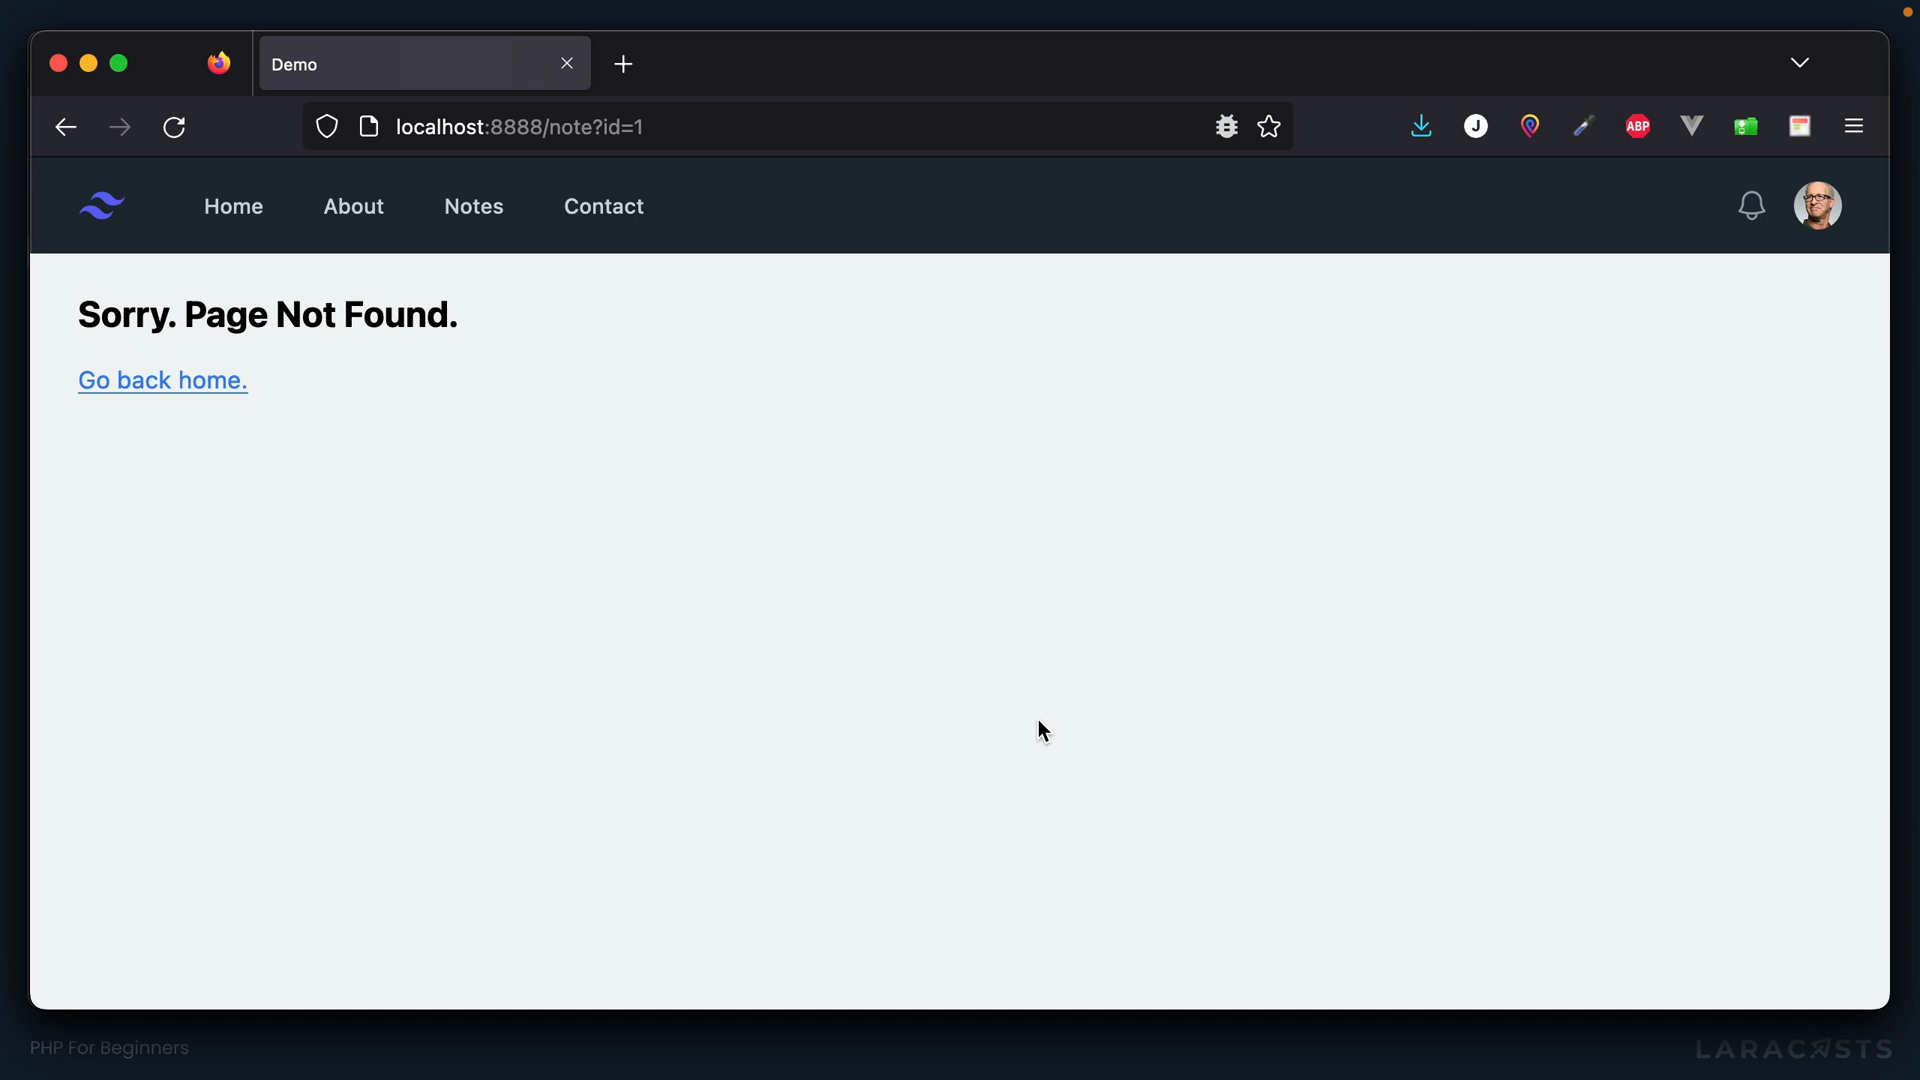 Demo
localhost:8888/note?id=1
J
ABP
Home
About
Notes
Contact
Sorry. Page Not Found.
Go back home.
PHP For Beginners
LARACASTS